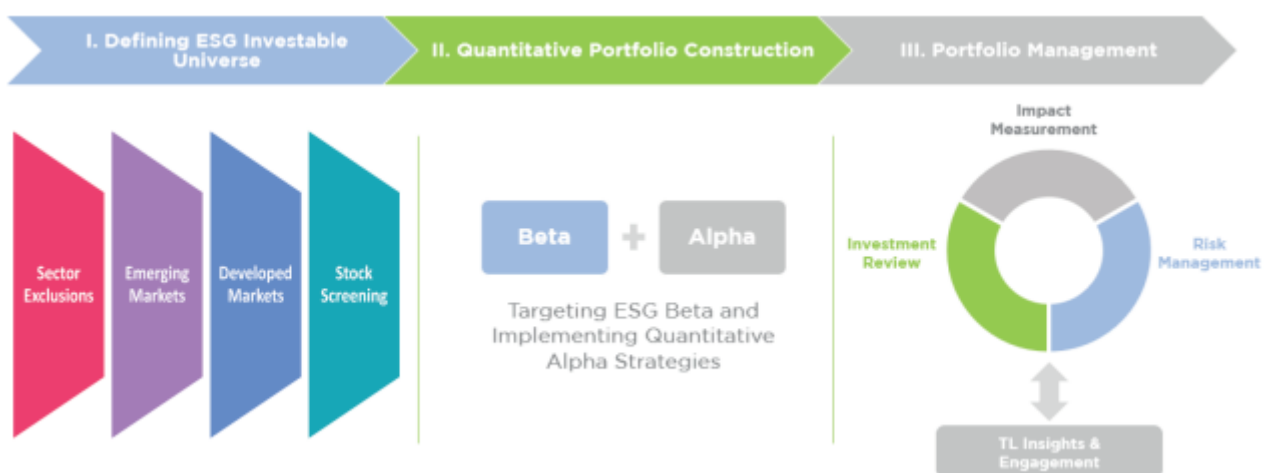 I. Defining ESG Investable
Universe
II. Quantitative Portfolio Construction
III. Portfolio Management
Sector
Exclusions
Emerging
Markets
Developed
Markets
Stock
Screening
Beta
+
Alpha
Targeting ESG Beta and
Implementing Quantitative
Alpha Strategies
Impact
Measurement
Investment
Review
Risk
Management
TL Insights &
Engagement